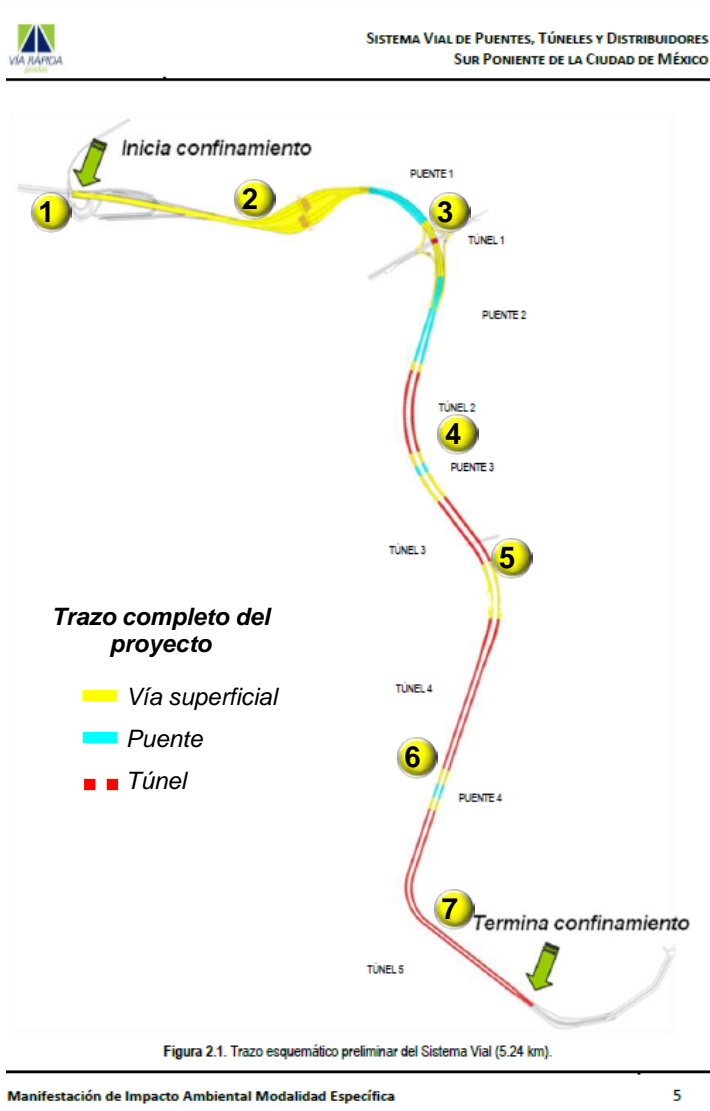 VÍA RÁPIDA
poetas
SISTEMA VIAL DE PUENTES, TÚNELES Y DISTRIBUIDORES
SUR PONIENTE DE LA CIUDAD DE MÉXICO
Inicia confinamiento
1
2
PUENTE 1
3
TÚNEL 1
PUENTE 2
TÚNEL 2
4
PUENTE 3
TÚNEL 3
5
Trazo completo del
proyecto
Vía superficial
Puente
Túnel
TÚNEL 4
6
PUENTE 4
7
Termina confinamiento
TÚNEL 5
Figura 2.1. Trazo esquemático preliminar del Sistema Vial (5.24 km).
Manifestación de Impacto Ambiental Modalidad Específica
5